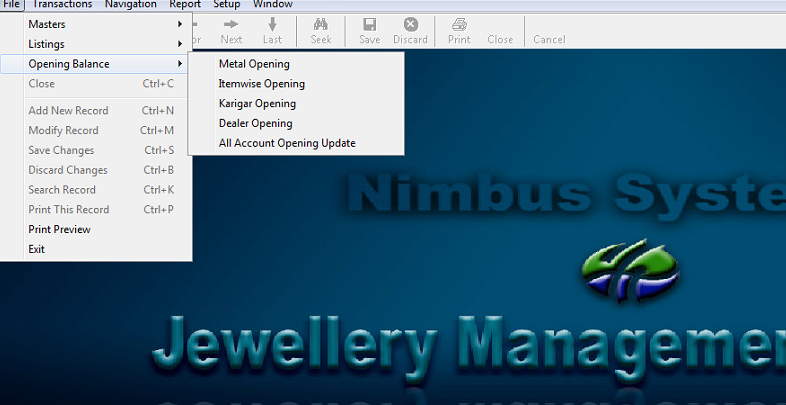 File Transactions Navigation Report Setup Window
Next Last Seek Save Discard Print Close Cancel
Masters
Listings
Opening Balance
Close Ctrl+C
Add New Record Ctrl+N
Modify Record Ctrl+M
Save Changes Ctrl+S
Discard Changes Ctrl+B
Search Record Ctrl+K
Print This Record Ctrl+P
Print Preview
Exit
Metal Opening
Itemwise Opening
Karigar Opening
Dealer Opening
All Account Opening Update
Nimbus Syste
Jewellery Manageme